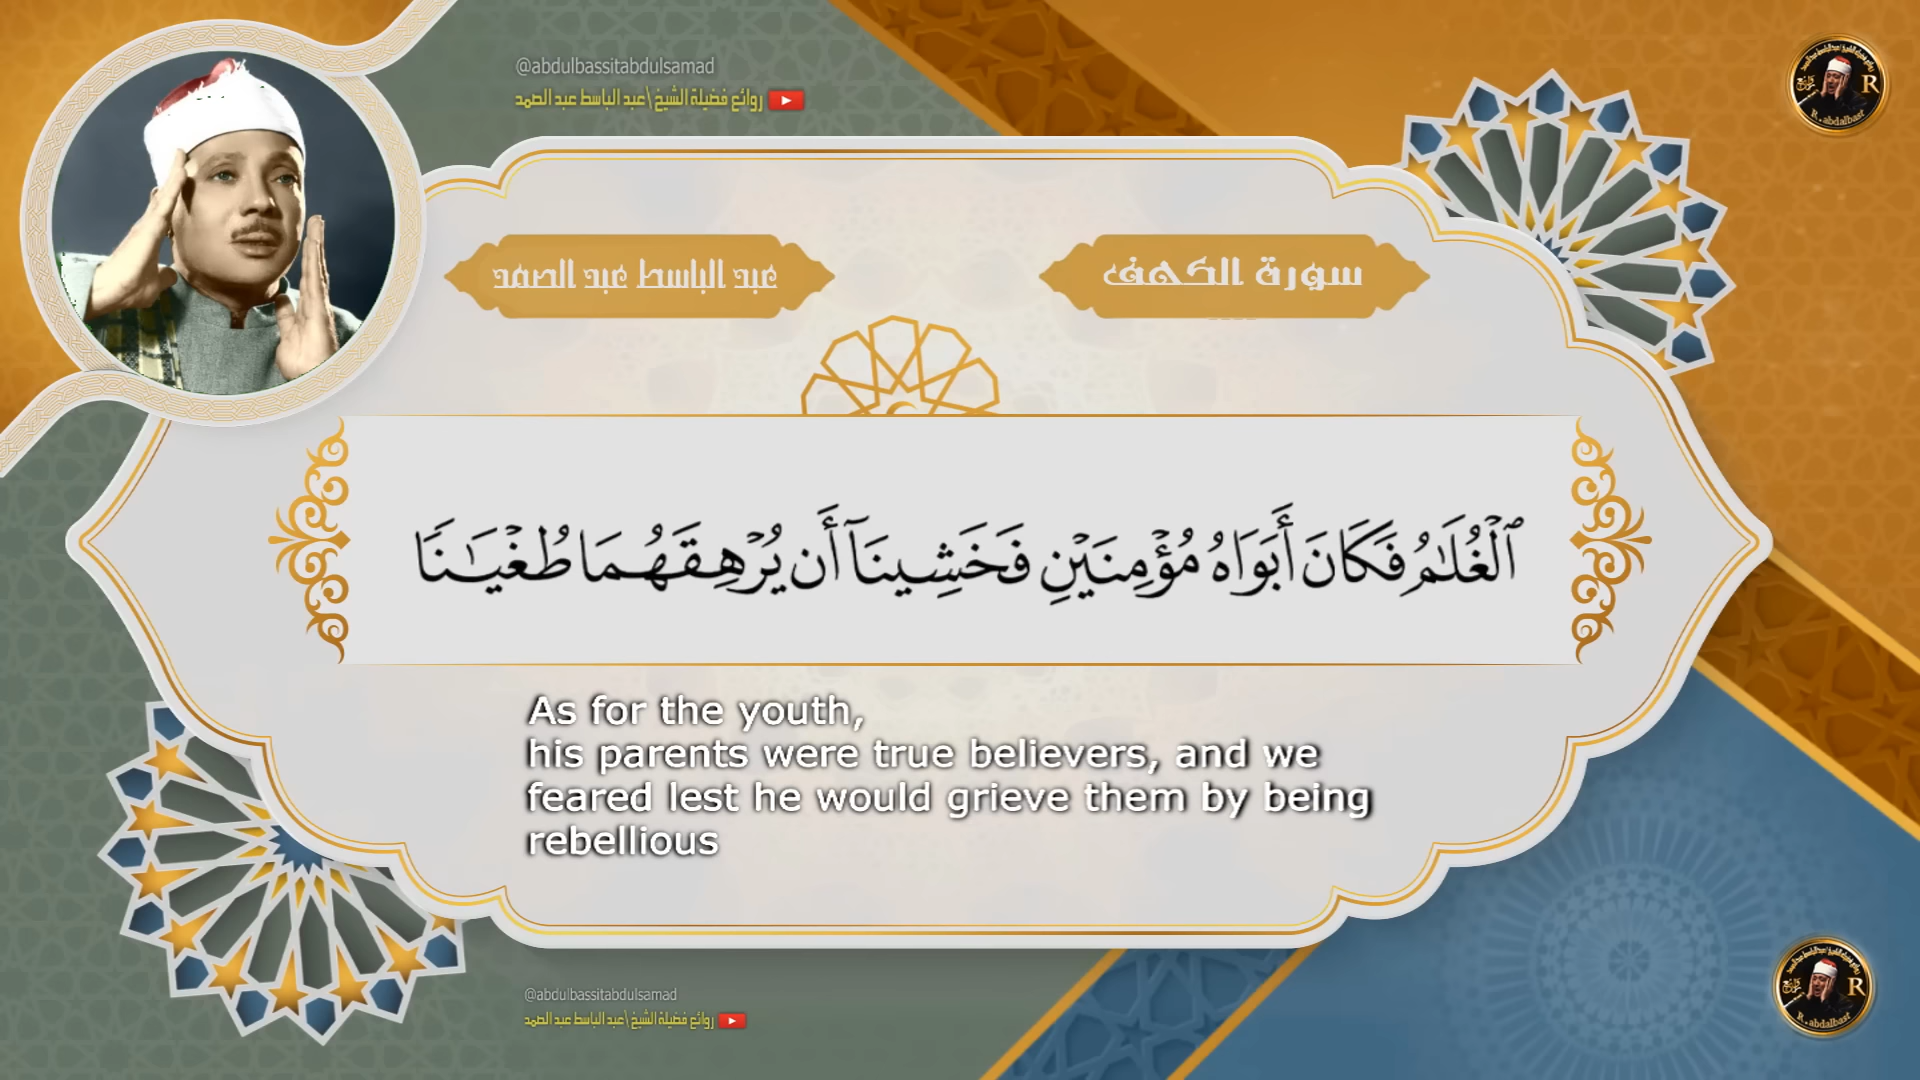 @abdulbassitabdulsamad
روائع فضيلة الشيخ \ عبد الباسط عبد الصمد
R
R . abdalbast
سورة الكهف
عبد الباسط عبد الصمد
ٱلْغُلَٰمُ فَكَانَ أَبَوَاهُ مُؤْمِنَيْنِ فَخَشِينَآ أَن يُرْهِقَهُمَا طُغْيَٰنًا
As for the youth,
his parents were true believers, and we
feared lest he would grieve them by being
rebellious
@abdulbassitabdulsamad
روائع فضيلة الشيخ \ عبد الباسط عبد الصمد
R
R . abdalbast